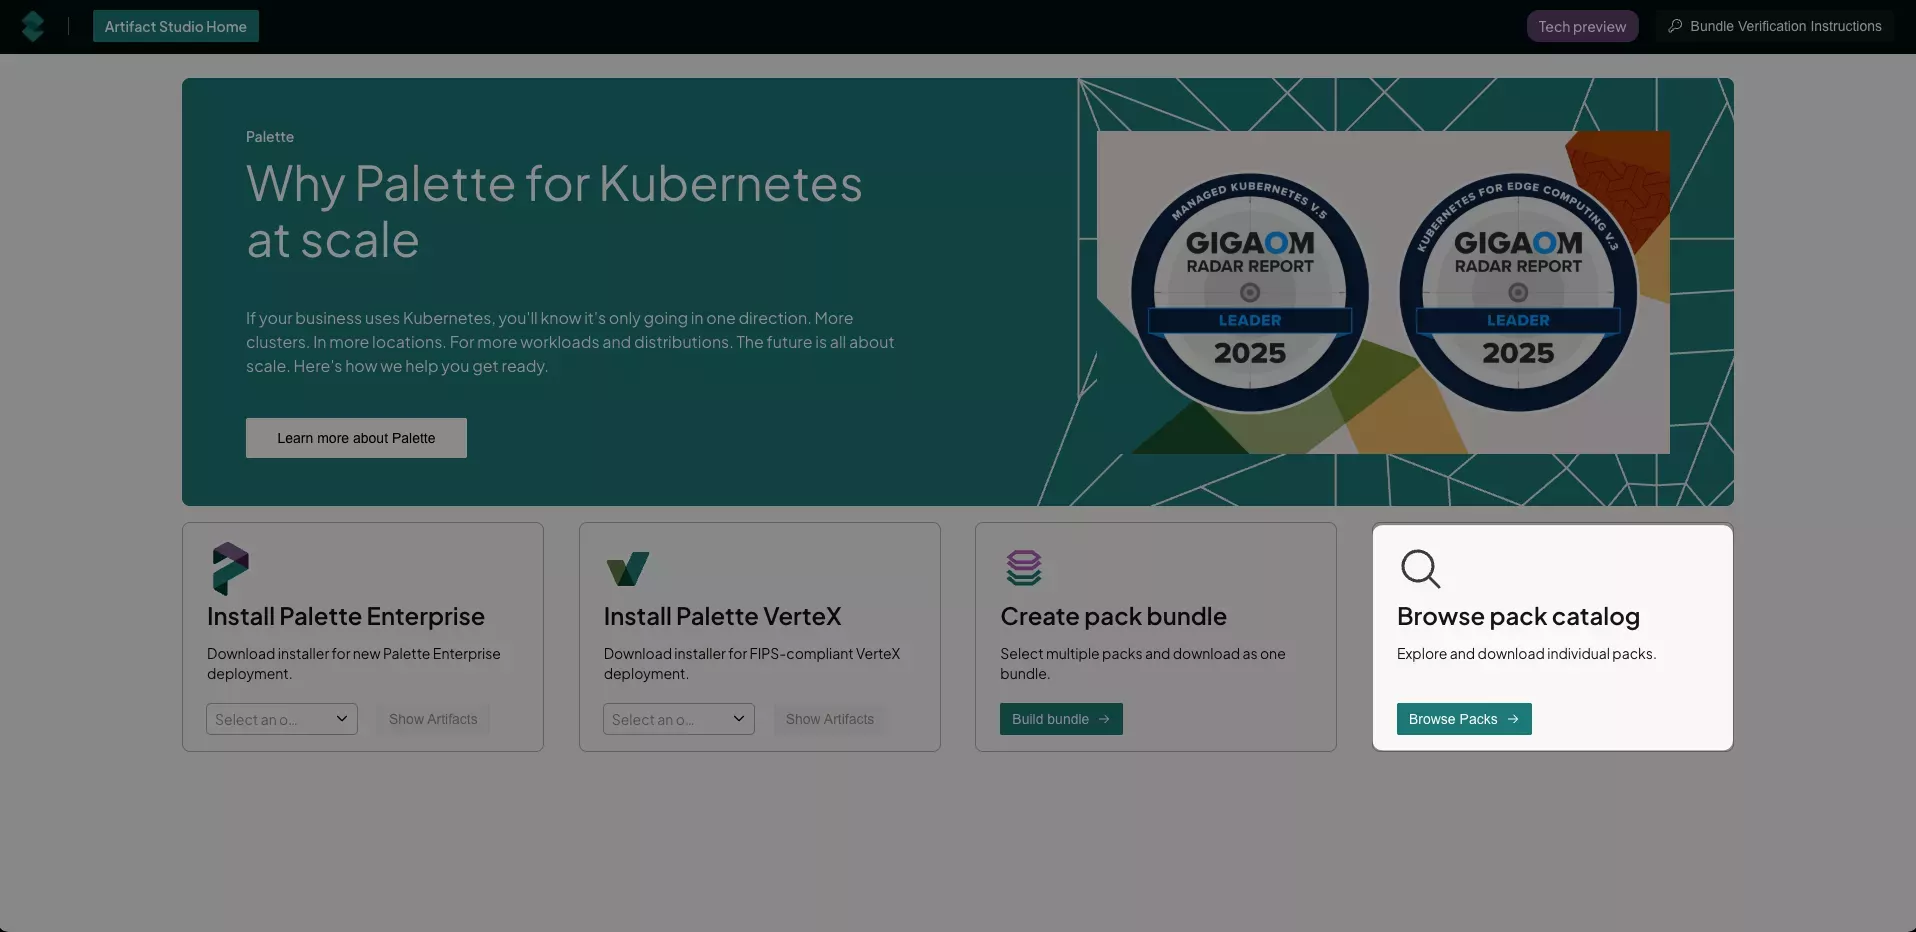 Artifact Studio Home
Tech preview
Bundle Verification Instructions
Palette
Why Palette for Kubernetes
at scale
If your business uses Kubernetes, you'll know it's only going in one direction. More
clusters. In more locations. For more workloads and distributions. The future is all about
scale. Here's how we help you get ready.
Learn more about Palette
MANAGED KUBERNETES V.5
GIGAOM
RADAR REPORT
LEADER
2025
KUBERNETES FOR EDGE COMPUTING V.3
GIGAOM
RADAR REPORT
LEADER
2025
Install Palette Enterprise
Download installer for new Palette Enterprise
deployment.
Select an o...
Show Artifacts
Install Palette VerteX
Download installer for FIPS-compliant VerteX
deployment.
Select an o...
Show Artifacts
Create pack bundle
Select multiple packs and download as one
bundle.
Build bundle →
Browse pack catalog
Explore and download individual packs.
Browse Packs →